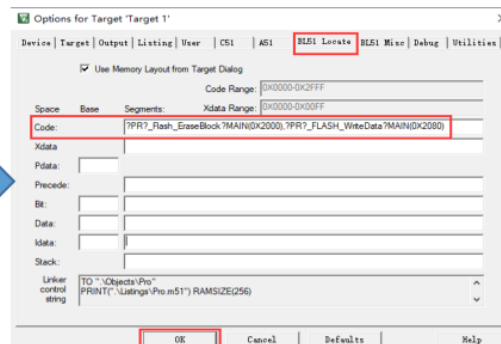 Options for Target 'Target 1'
Device | Target | Output | Listing | User | C51 | A51 | BL51 Locate | BL51 Misc | Debug | Utilities
Use Memory Layout from Target Dialog
Code Range: 0X0000-0X2FFF
Space Base Segments: Xdata Range: 0X0000-0X00FF
Code: ?PR?_Flash_EraseBlock?MAIN(0X2000),?PR?_FLASH_WriteData?MAIN(0X2080)
Xdata
Pdata:
Precede:
Bit:
Data:
Idata:
Stack:
Linker control string
TO ".\Objects\Pro"
PRINT(".\Listings\Pro.m51") RAMSIZE(256)
OK Cancel Defaults Help